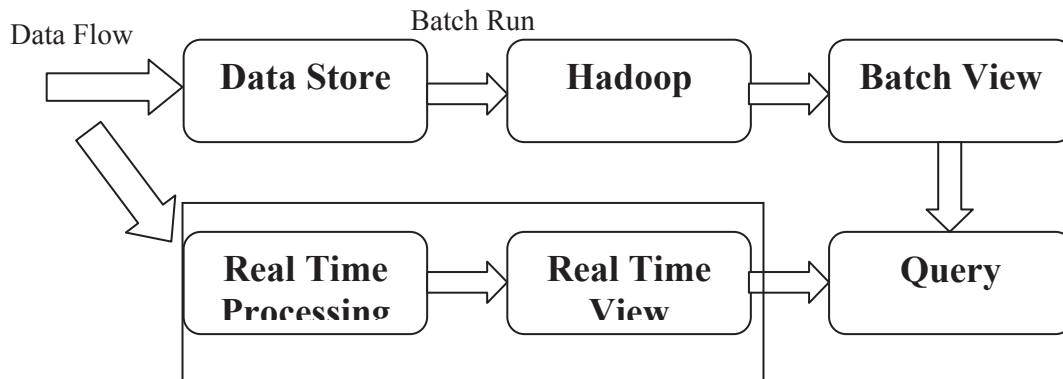 Data Flow
Batch Run
Data Store
Hadoop
Batch View
Real Time
Processing
Real Time
View
Query